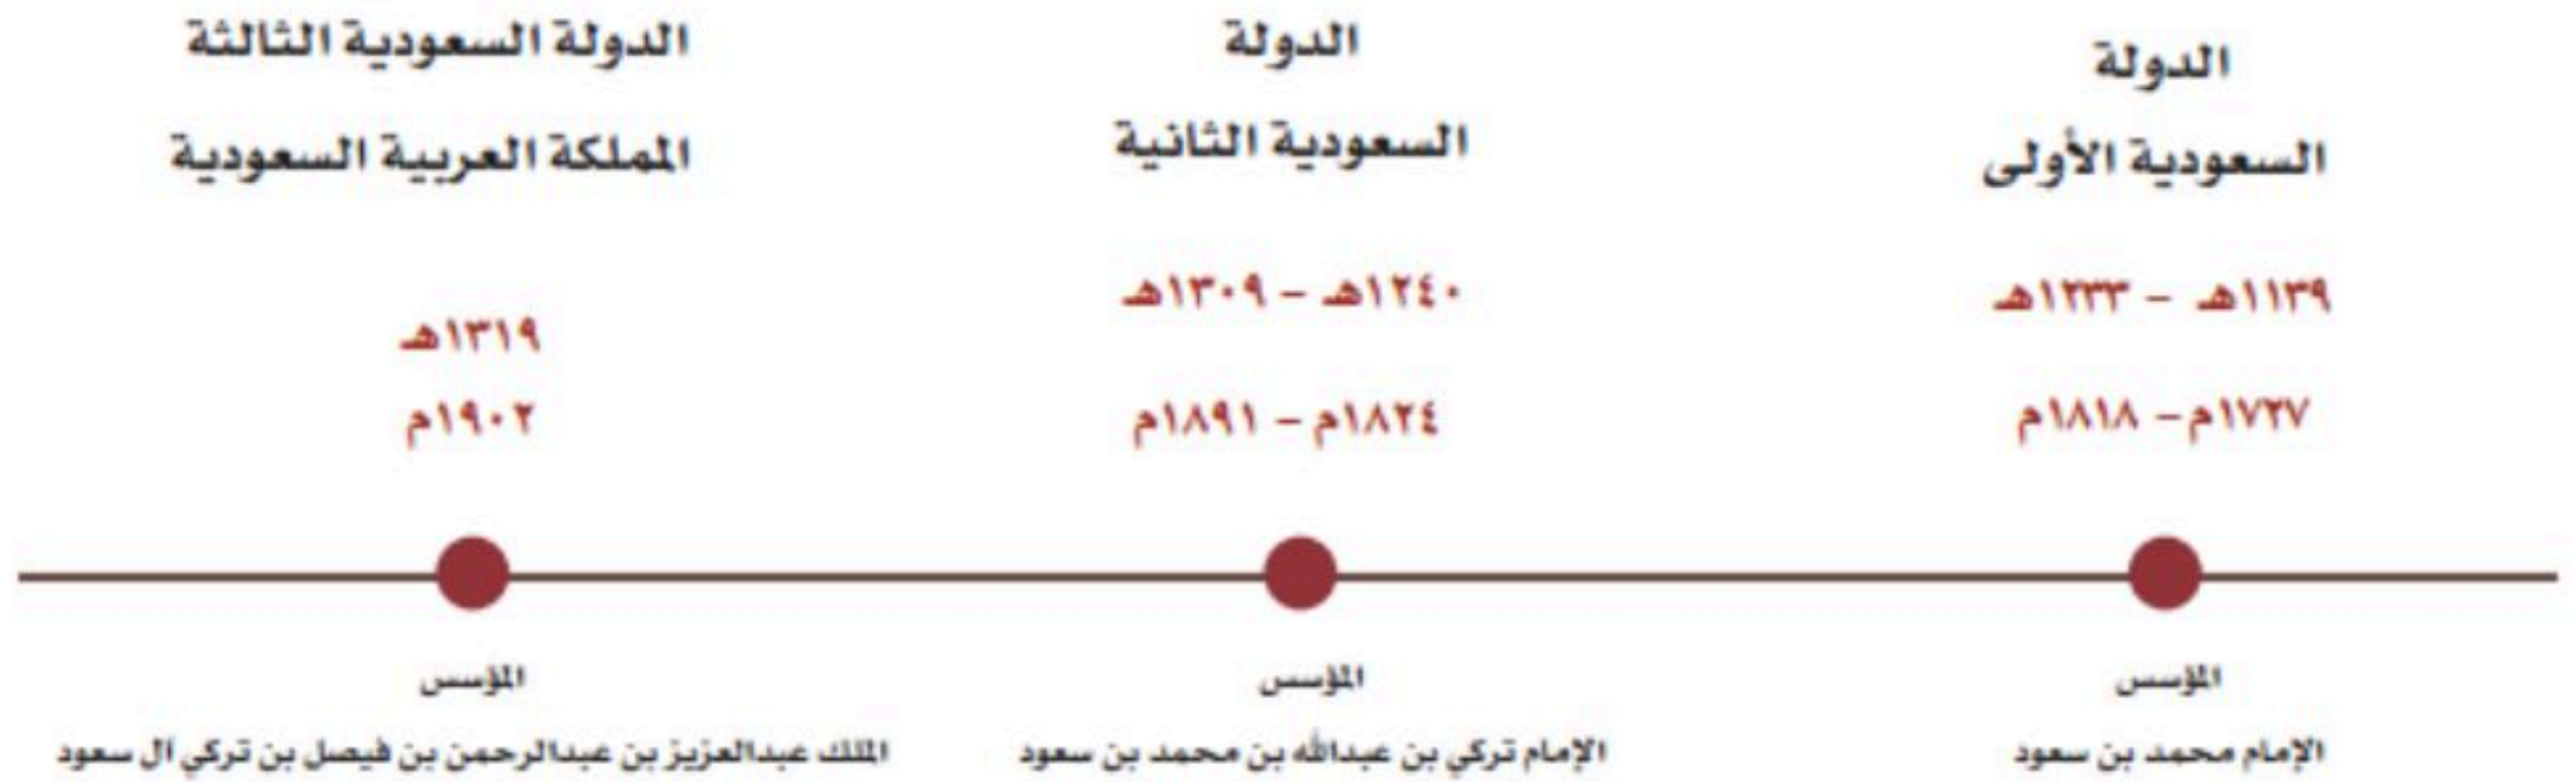 الدولة
السعودية الأولى
١١٣٩هـ – ١٢٣٣هـ
١٧٢٧م – ١٨١٨م
المؤسس
الإمام محمد بن سعود
الدولة
السعودية الثانية
١٢٤٠هـ – ١٣٠٩هـ
١٨٢٤م – ١٨٩١م
المؤسس
الإمام تركي بن عبدالله بن محمد بن سعود
الدولة السعودية الثالثة
المملكة العربية السعودية
١٣١٩هـ
١٩٠٢م
المؤسس
الملك عبدالعزيز بن عبدالرحمن بن فيصل بن تركي آل سعود